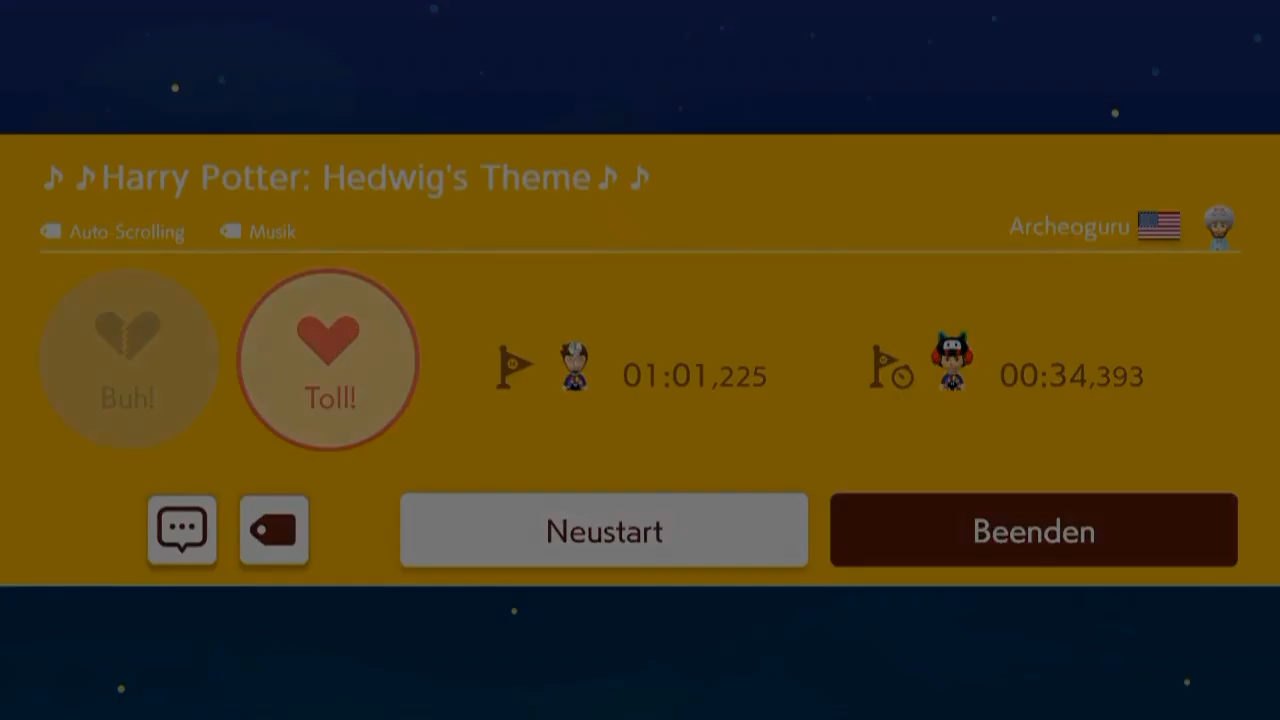 ♪ ♪Harry Potter: Hedwig's Theme♪ ♪
Auto-Scrolling Musik
Archeoguru
Buh! Toll!
01:01,225
00:34,393
Neustart Beenden